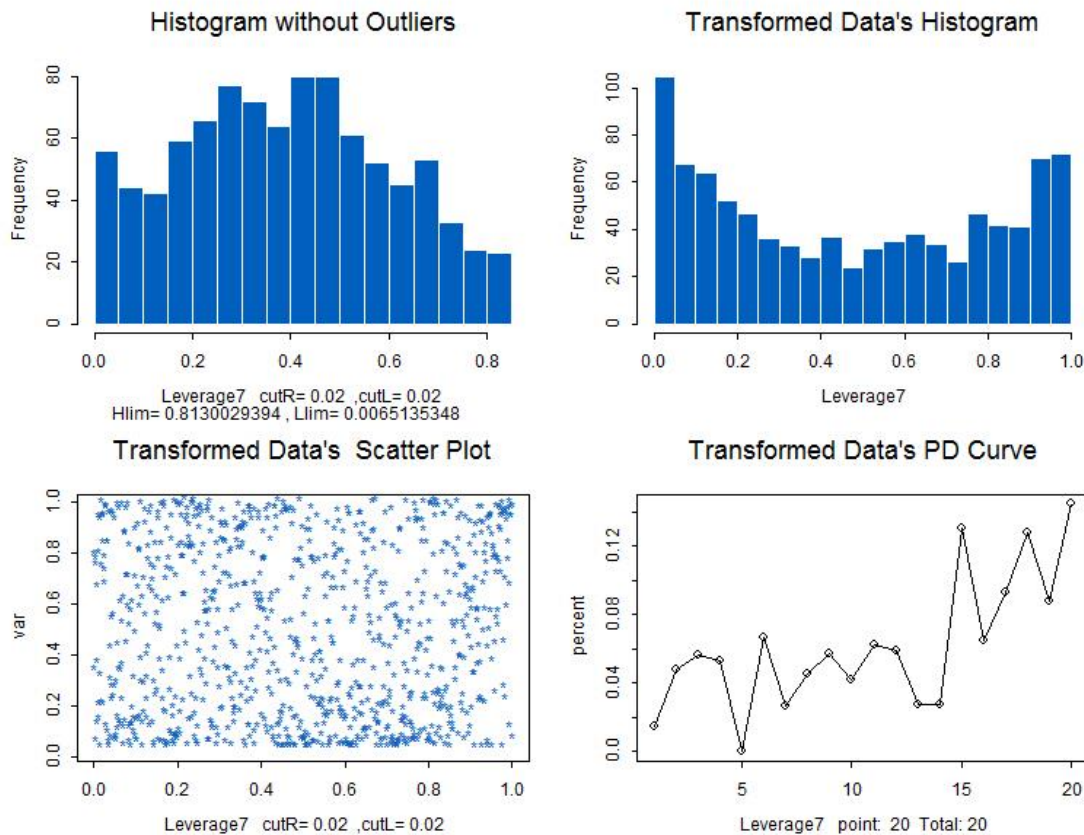 Histogram without Outliers
Frequency
0 20 40 60 80
0.0 0.2 0.4 0.6 0.8
Leverage7 cutR= 0.02 ,cutL= 0.02
Hlim= 0.8130029394 , Llim= 0.0065135348
Transformed Data's Histogram
Frequency
0 20 40 60 80 100
0.0 0.2 0.4 0.6 0.8 1.0
Leverage7
Transformed Data's Scatter Plot
var
0.0 0.2 0.4 0.6 0.8 1.0
0.0 0.2 0.4 0.6 0.8 1.0
Leverage7 cutR= 0.02 ,cutL= 0.02
Transformed Data's PD Curve
percent
0.0 0.04 0.08 0.12
5 10 15 20
Leverage7 point: 20 Total: 20